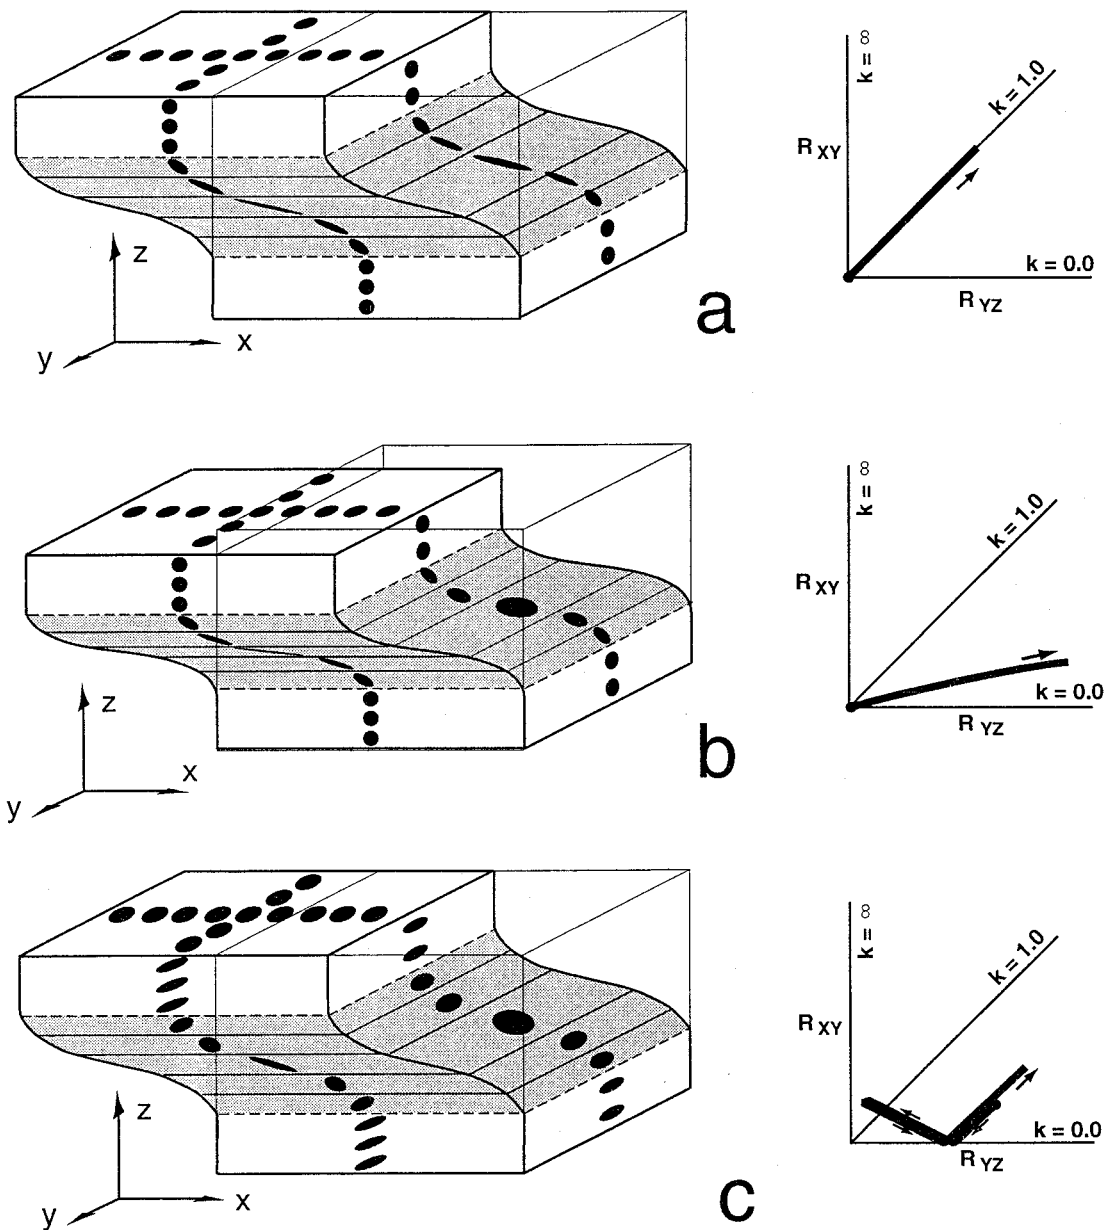 z
x
y
a
k = ∞
k = 1.0
R XY
k = 0.0
R YZ
z
x
y
b
k = ∞
k = 1.0
R XY
k = 0.0
R YZ
z
x
y
c
k = ∞
k = 1.0
R XY
k = 0.0
R YZ